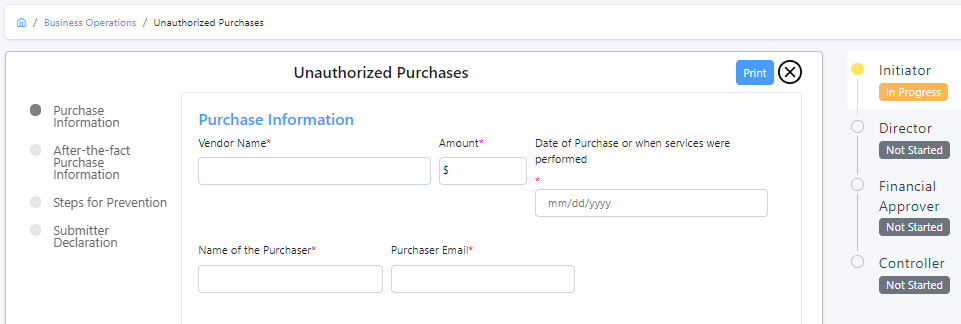 / Business Operations / Unauthorized Purchases
Unauthorized Purchases
Print
Purchase
Information
After-the-fact
Purchase
Information
Steps for Prevention
Submitter
Declaration
Purchase Information
Vendor Name*
Amount*
$
Date of Purchase or when services were
performed
*
mm/dd/yyyy
Name of the Purchaser*
Purchaser Email*
Initiator
In Progress
Director
Not Started
Financial
Approver
Not Started
Controller
Not Started